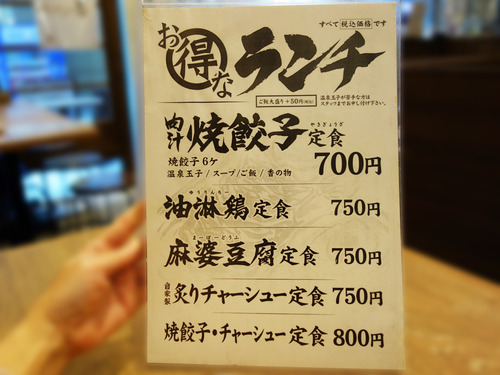 すべて税込価格です
お得なランチ
ご飯大盛り+50円(税込)
温泉玉子が苦手な方は
スタッフまでお申し付け下さい。
やきぎょうざ
肉汁焼餃子定食
焼餃子6ケ
700円
温泉玉子/スープ/ご飯/香の物
ゆうりんちー
油淋鶏定食 750円
まーぼーどうふ
麻婆豆腐定食 750円
自家製炙りチャーシュー定食 750円
焼餃子・チャーシュー定食 800円